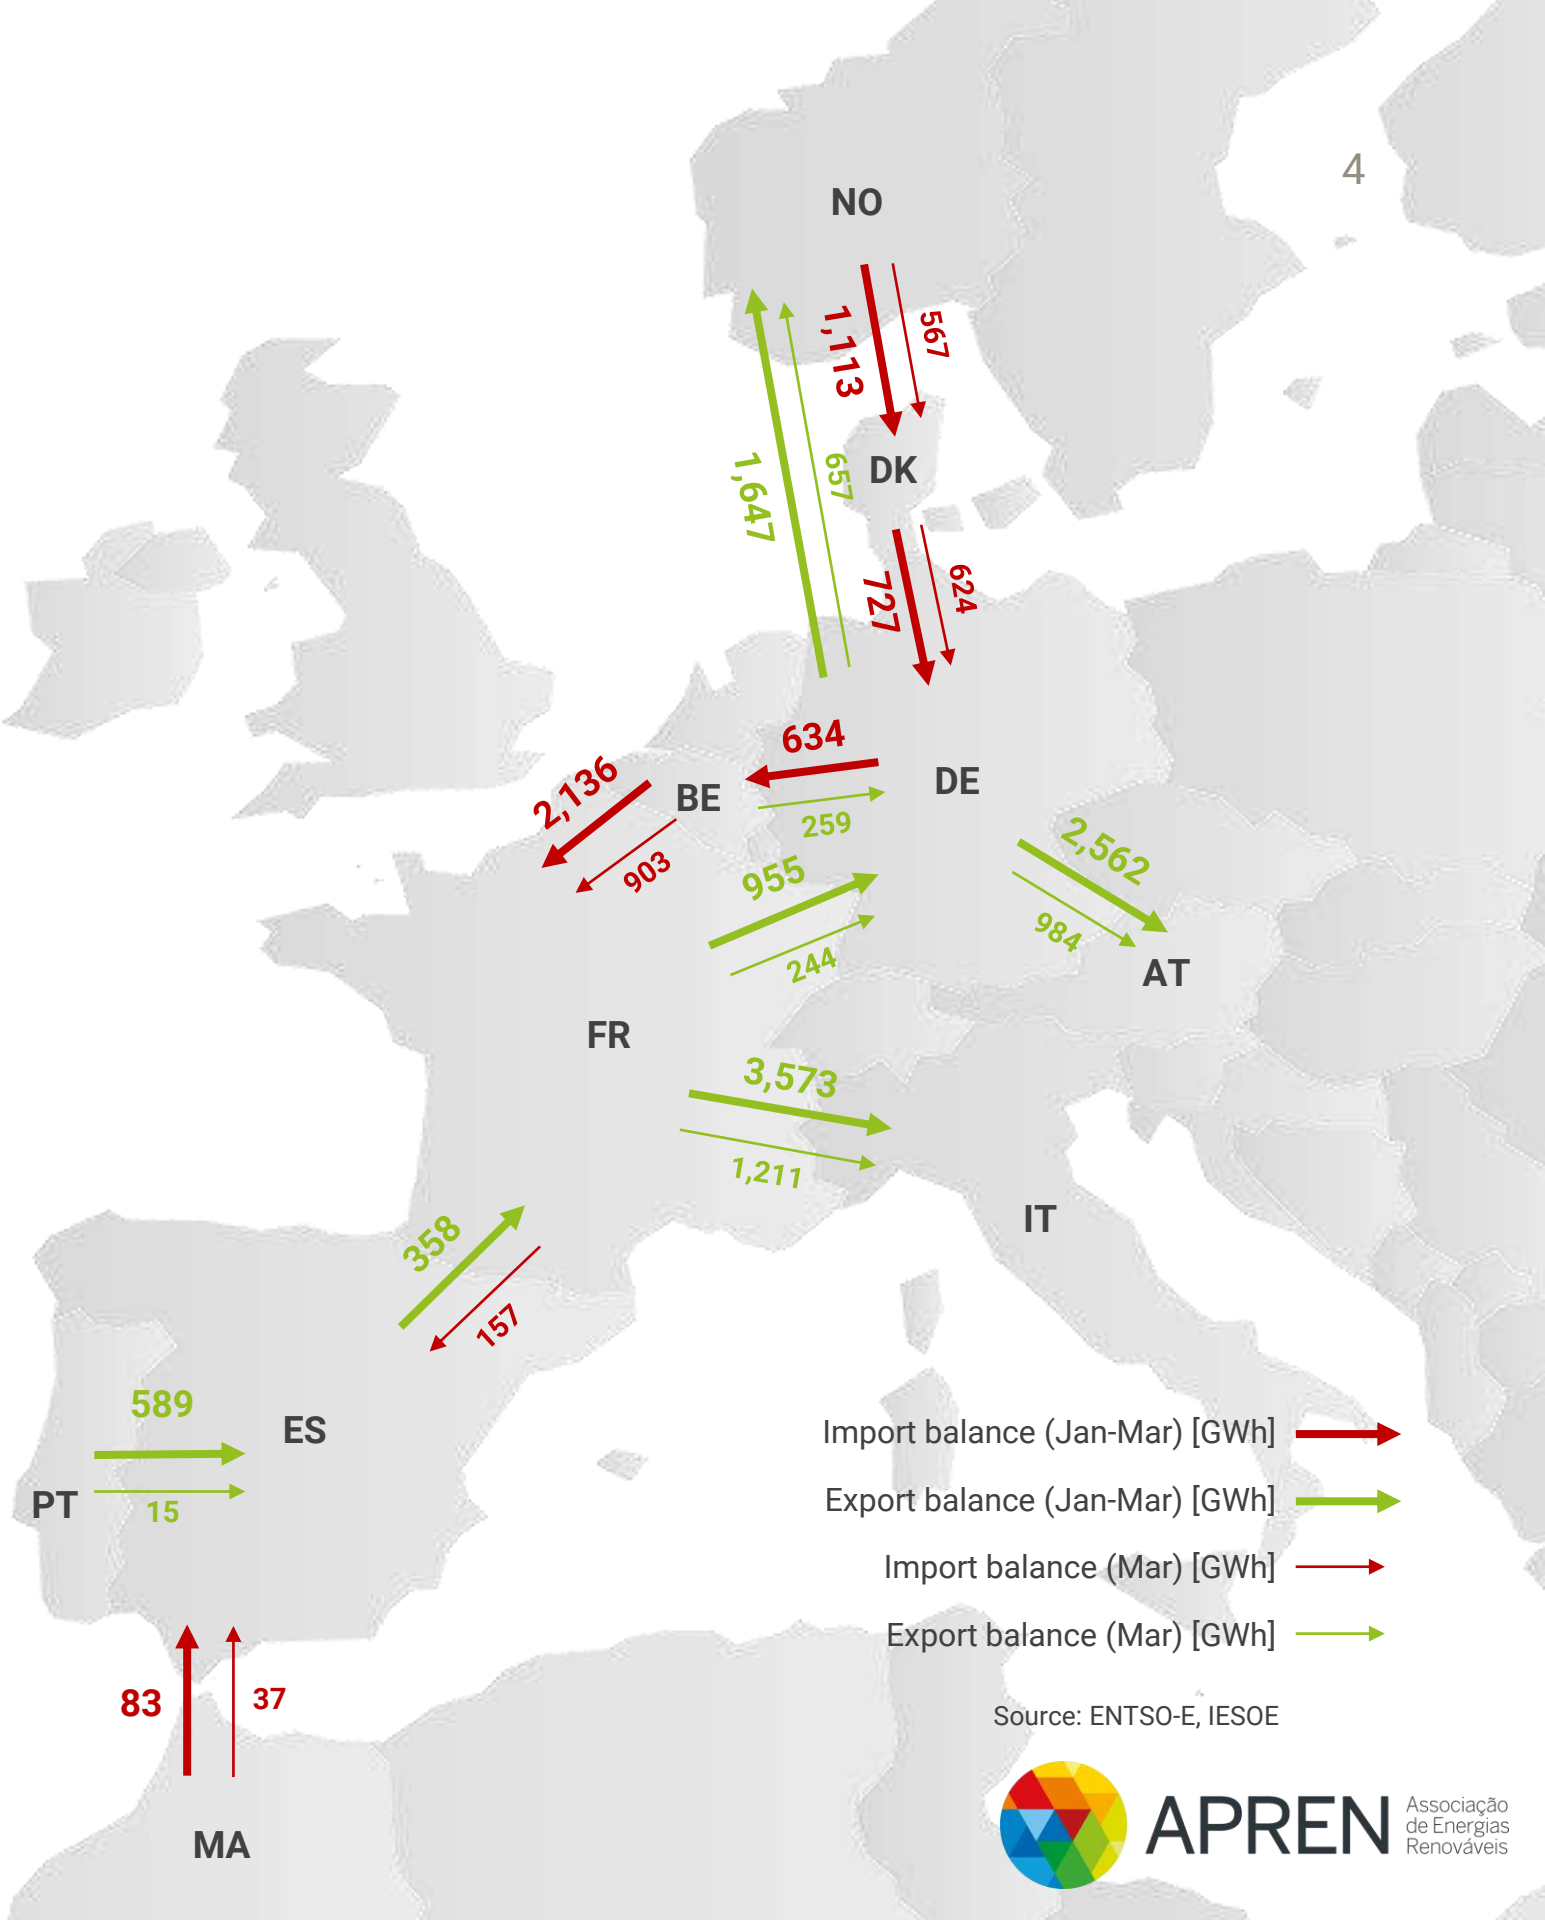 4
NO
1,113
567
1,647
657
DK
727
624
634
2,136
BE
DE
259
903
955
2,562
244
984
AT
FR
3,573
1,211
IT
358
157
589
ES
PT
15
Import balance (Jan-Mar) [GWh]
Export balance (Jan-Mar) [GWh]
Import balance (Mar) [GWh]
Export balance (Mar) [GWh]
83
37
Source: ENTSO-E, IESOE
MA
APREN
Associação
de Energias
Renováveis